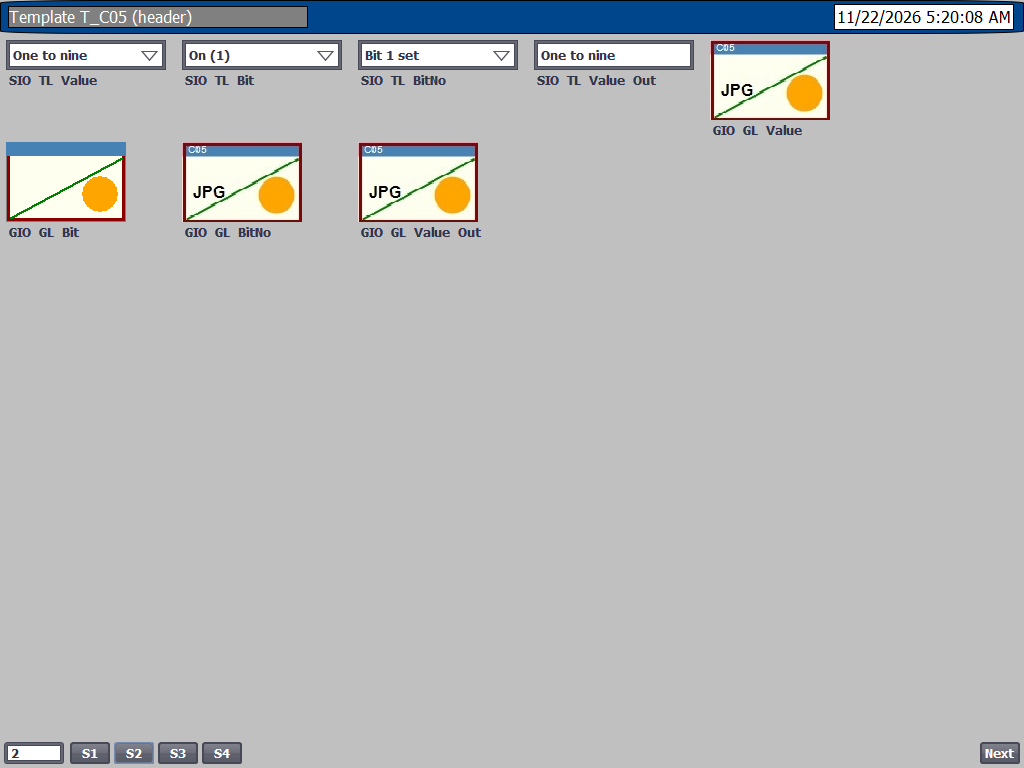 Template T_C05 (header)
11/22/2026 5:20:08 AM
One to nine
On (1)
Bit 1 set
One to nine
C05
JPG
SIO TL Value
SIO TL Bit
SIO TL BitNo
SIO TL Value Out
GIO GL Value
C05
JPG
C05
JPG
GIO GL Bit
GIO GL BitNo
GIO GL Value Out
2
S1
S2
S3
S4
Next